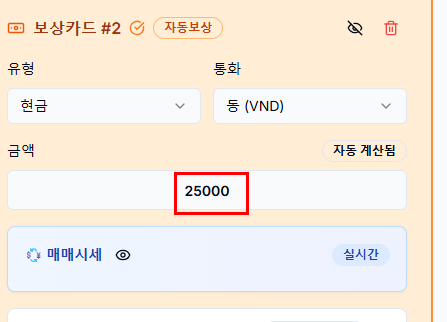 보상카드 #2 자동보상
유형 통화
현금 동 (VND)
금액 자동 계산됨
25000
매매시세 실시간